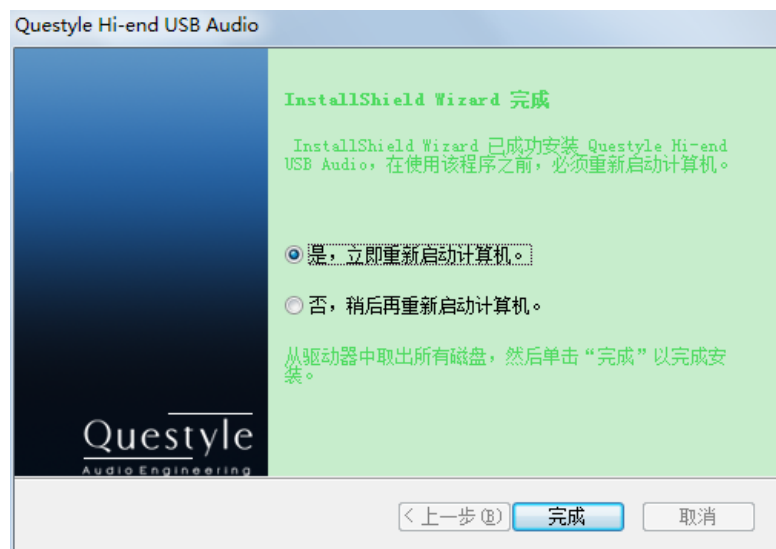 Questyle Hi-end USB Audio
InstallShield Wizard 完成
InstallShield Wizard 已成功安装 Questyle Hi-end
USB Audio，在使用该程序之前，必须重新启动计算机。
是，立即重新启动计算机。
否，稍后再重新启动计算机。
从驱动器中取出所有磁盘，然后单击“完成”以完成安
装。
Questyle
Audio Engineering
< 上一步(B)
完成
取消